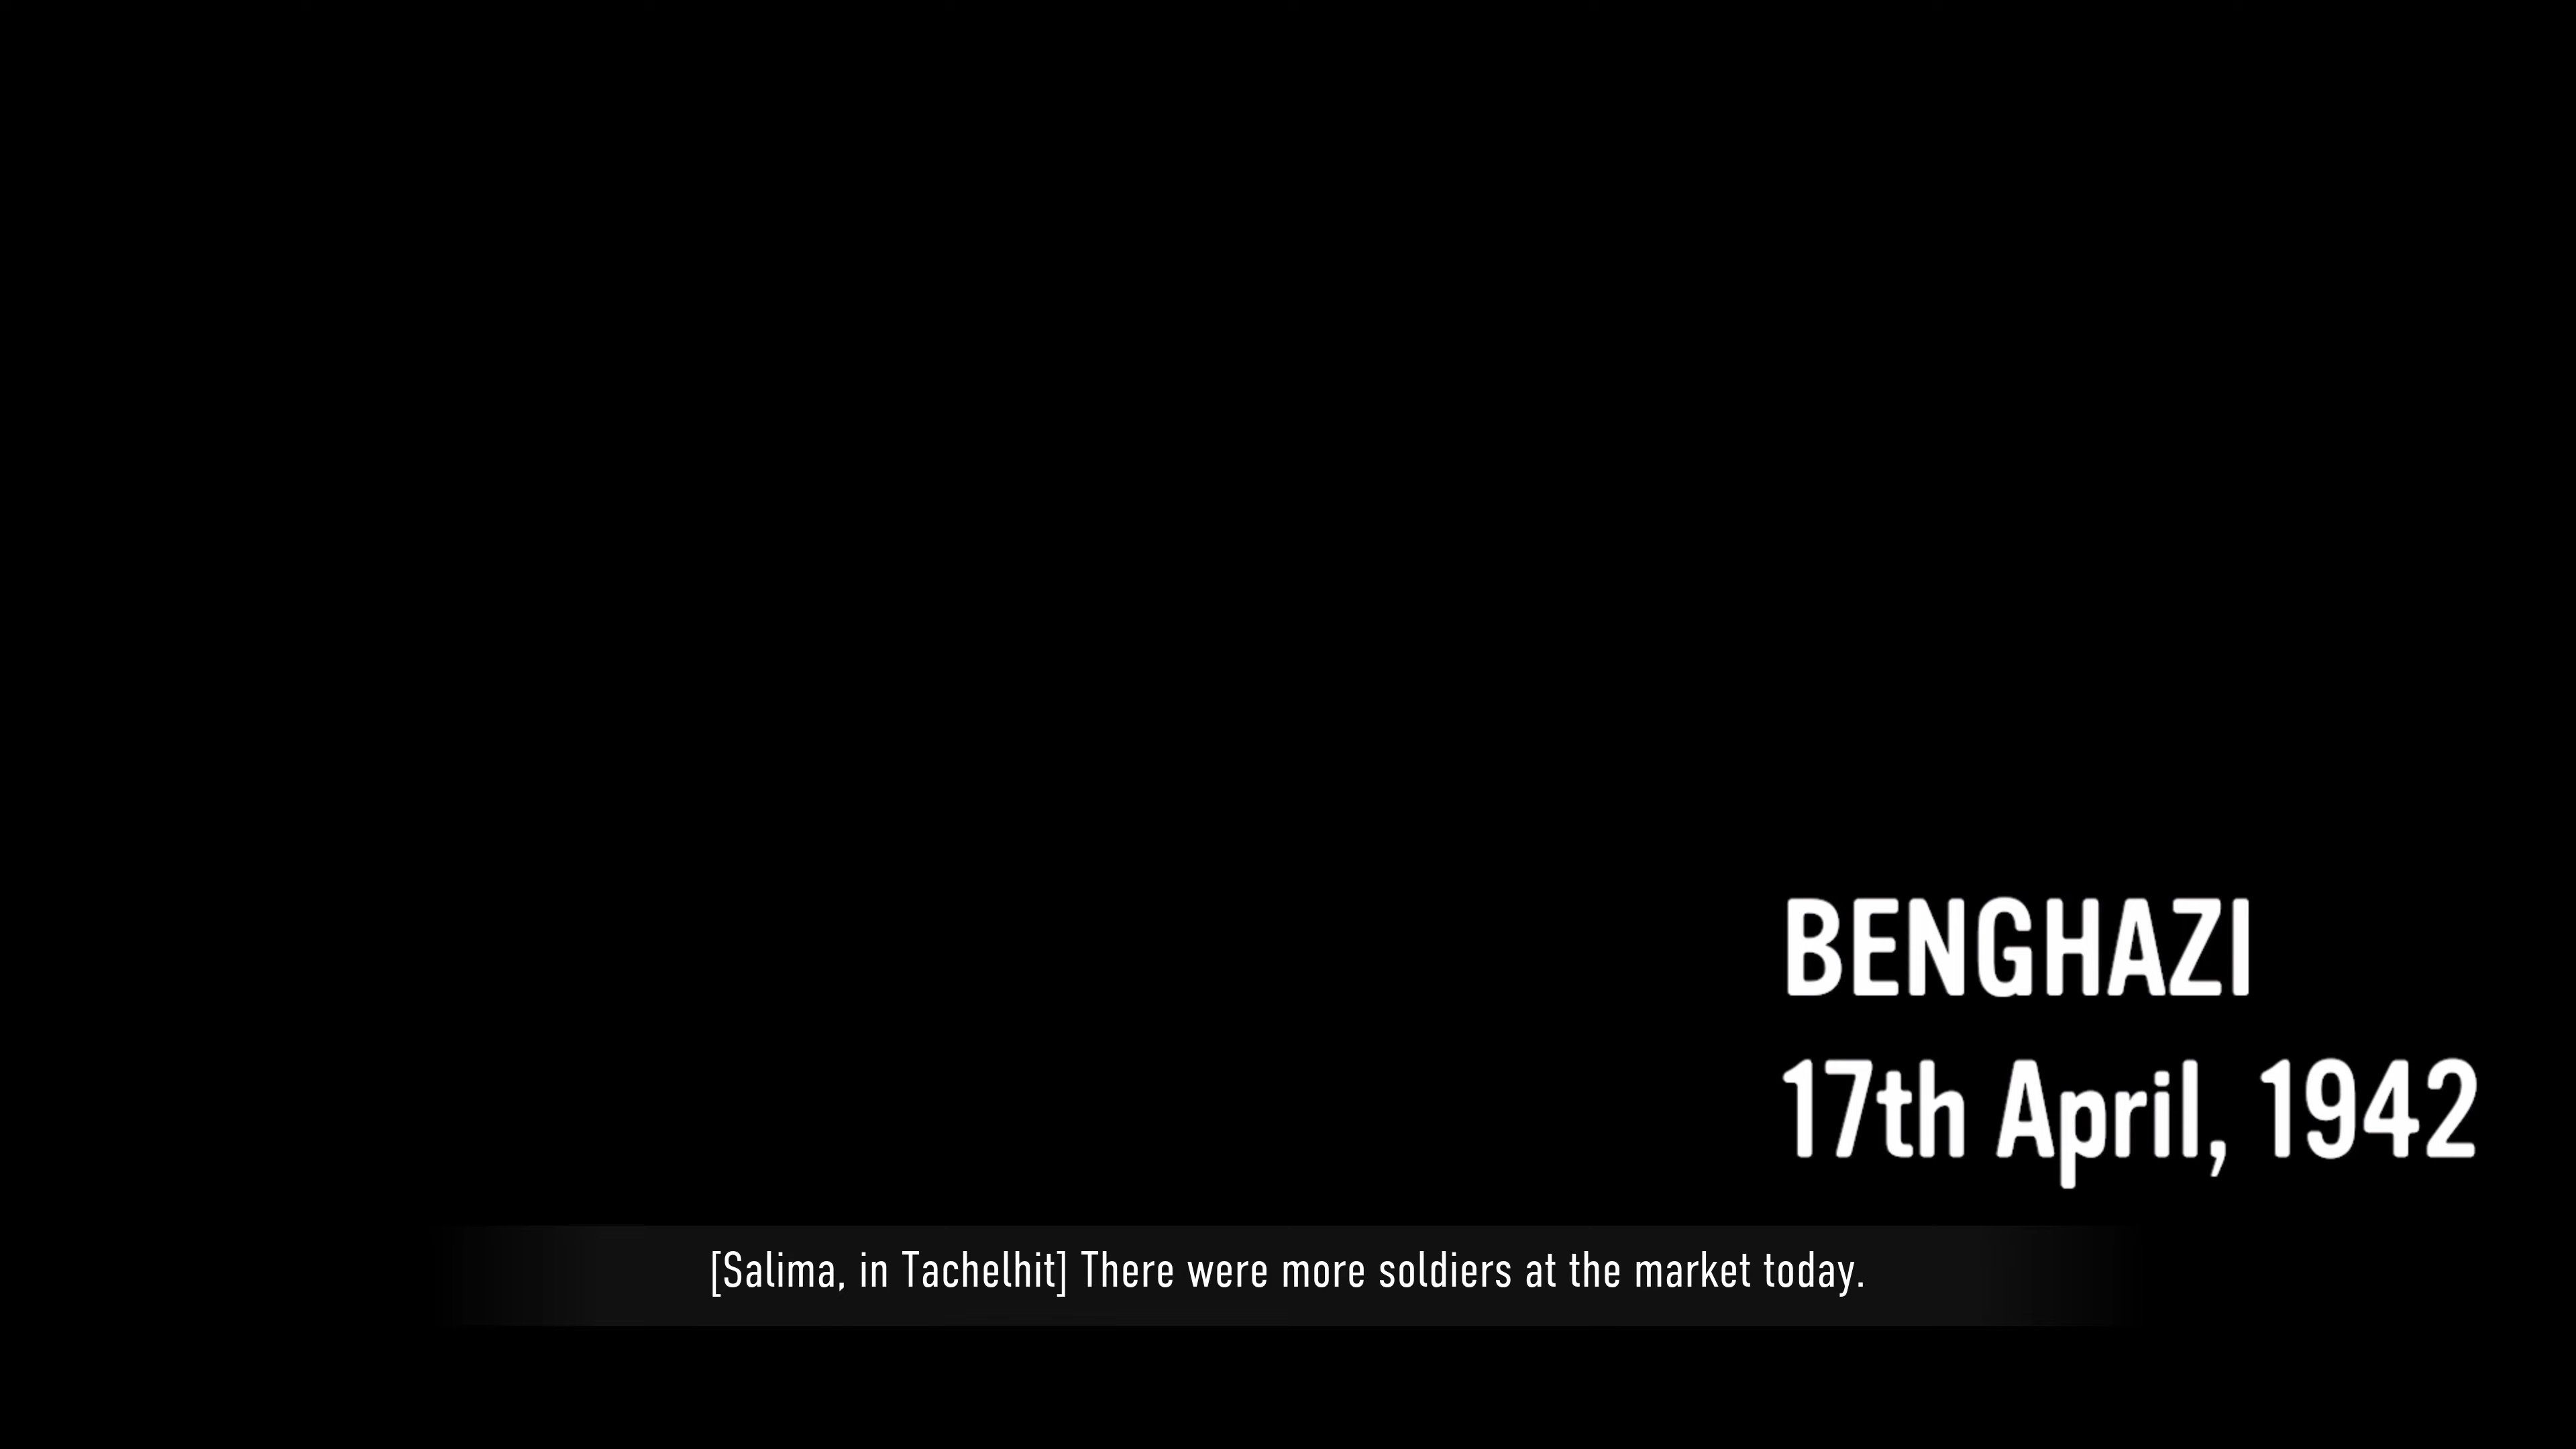 BENGHAZI
17th April, 1942
[Salima, in Tachelhit] There were more soldiers at the market today.